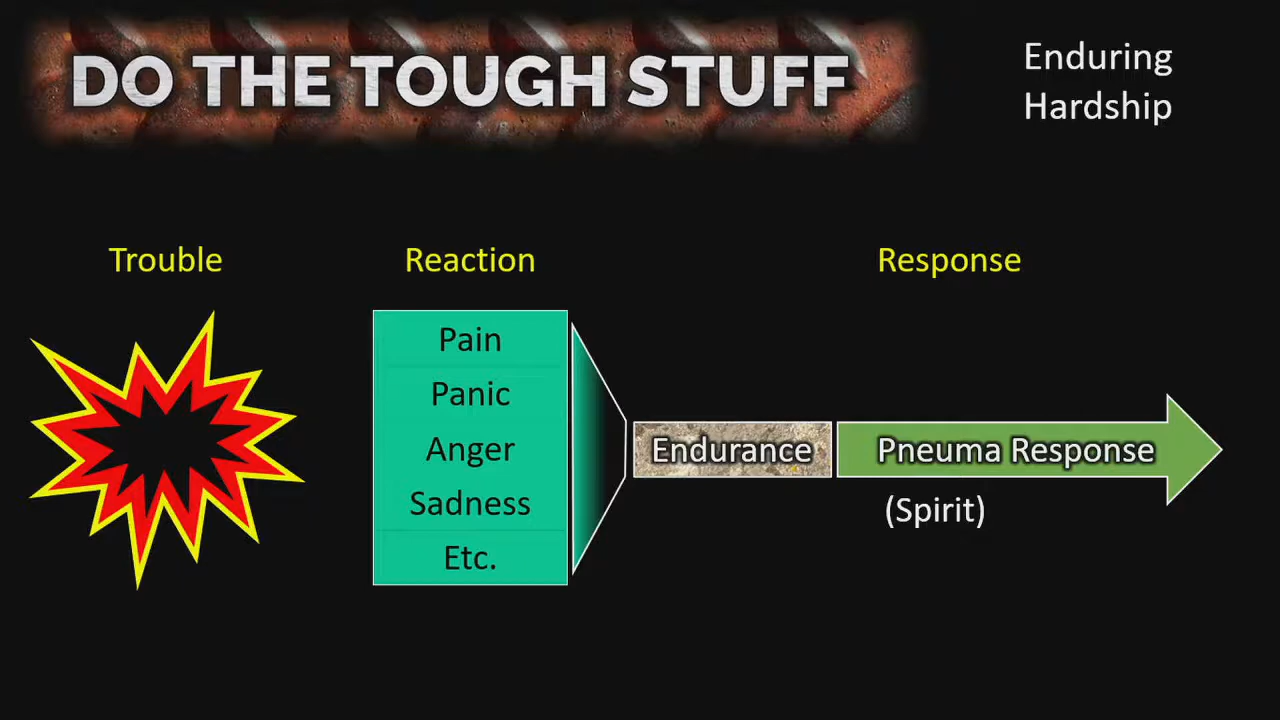 DO THE TOUGH STUFF
Enduring
Hardship
Trouble
Reaction
Response
Pain
Panic
Anger
Sadness
Etc.
Endurance
Pneuma Response
(Spirit)